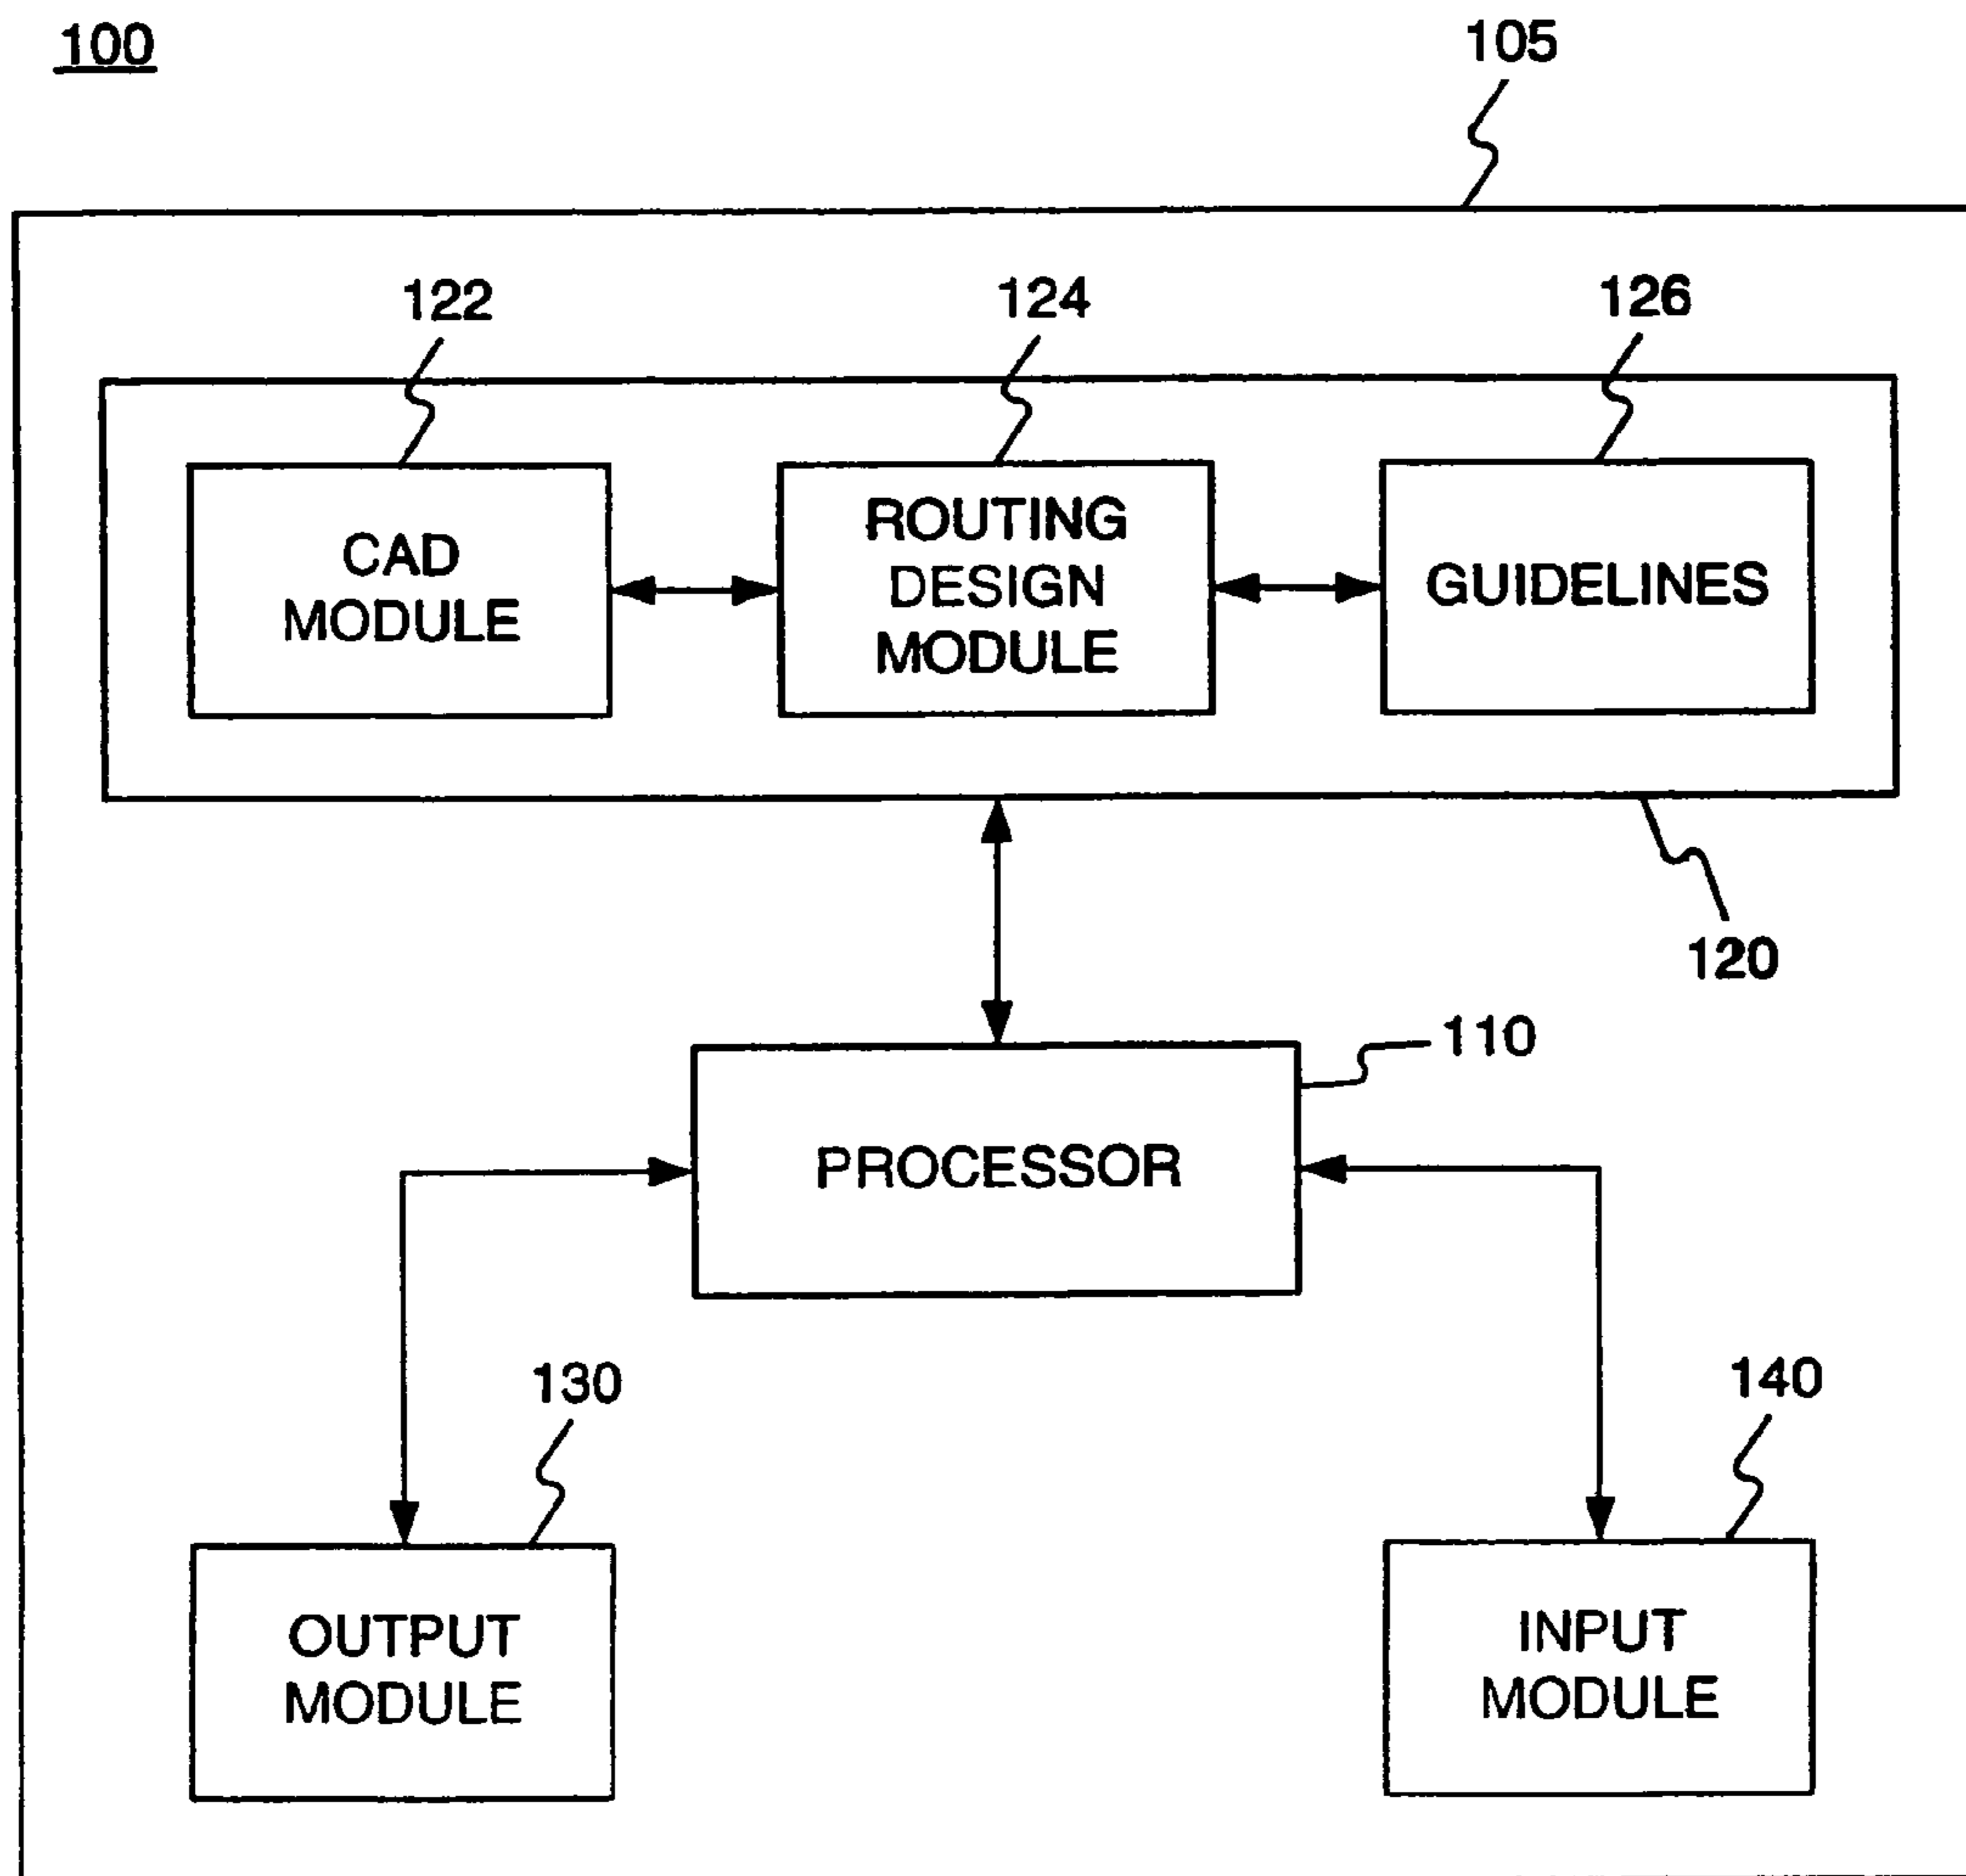 100
105
122
124
126
CAD
MODULE
ROUTING
DESIGN
MODULE
GUIDELINES
120
110
PROCESSOR
130
140
OUTPUT
MODULE
INPUT
MODULE